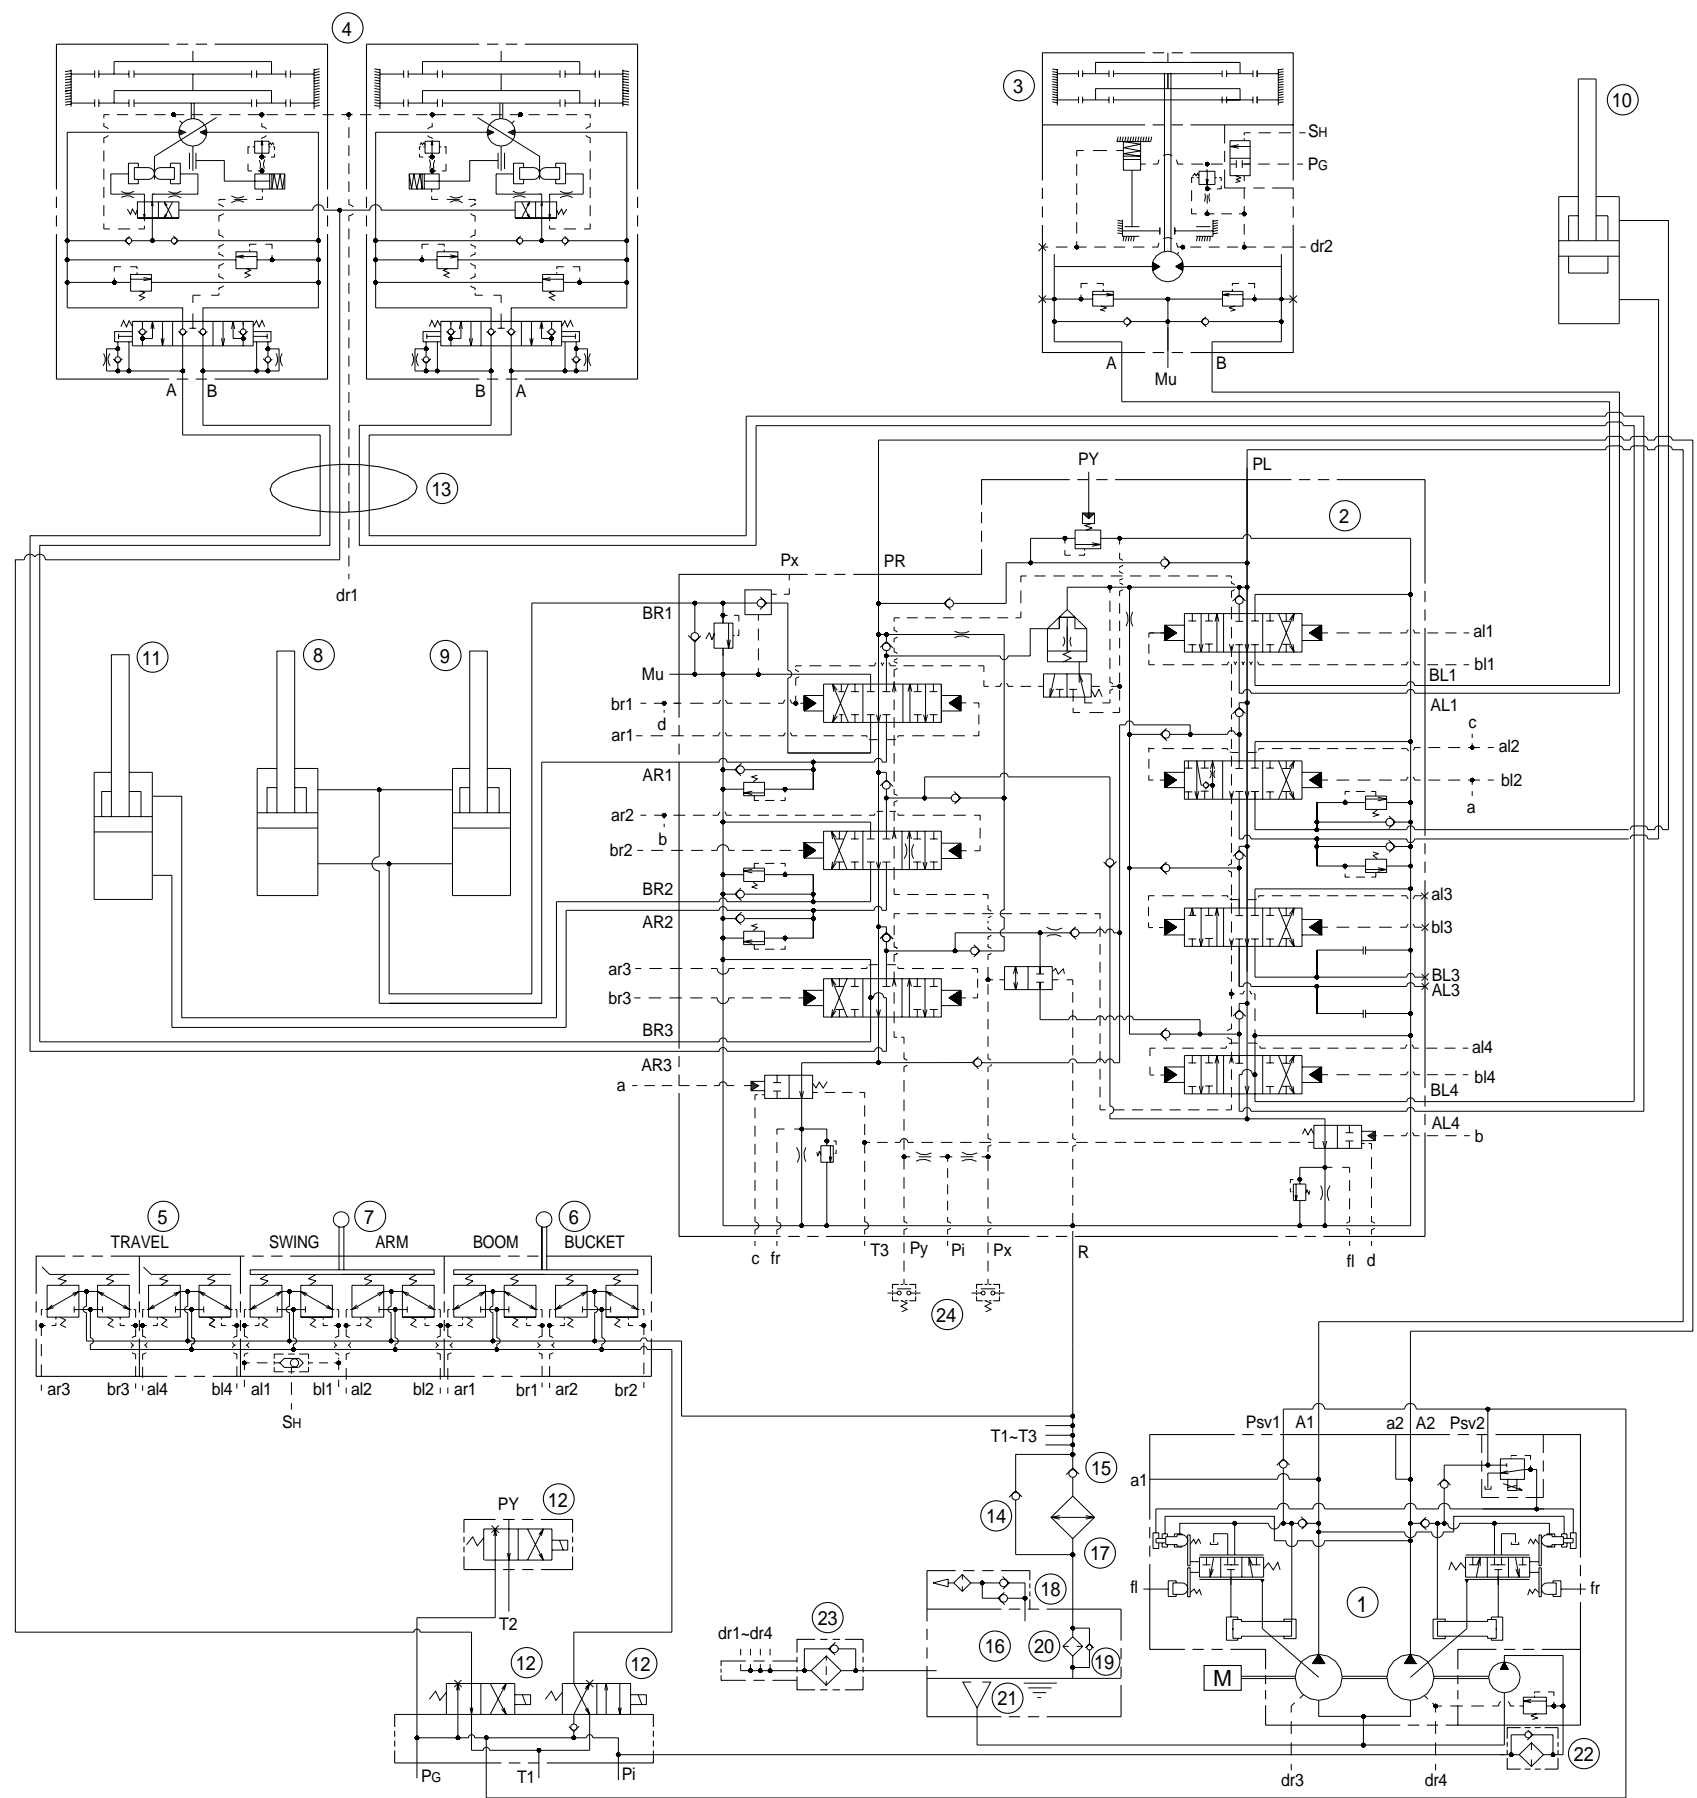 4
3
10
SH
PG
dr2
A
B
B
A
A
Mu
B
13
PY
PL
2
Px
PR
dr1
BR1
al1
bl1
BL1
AL1
11
8
9
Mu
br1
d
ar1
AR1
c
al2
bl2
a
ar2
b
br2
BR2
AR2
al3
bl3
BL3
AL3
ar3
br3
BR3
AR3
a
al4
bl4
BL4
AL4
b
c
fr
T3
Py
Pi
Px
R
fl
d
24
5
7
6
TRAVEL
SWING
ARM
BOOM
BUCKET
ar3
br3
al4
bl4
al1
bl1
al2
bl2
ar1
br1
ar2
br2
SH
T1~T3
15
14
17
Psv1
A1
a2
A2
Psv2
a1
PY
12
T2
fl
1
fr
18
23
dr1~dr4
16
20
19
21
M
12
12
PG
T1
Pi
22
dr3
dr4